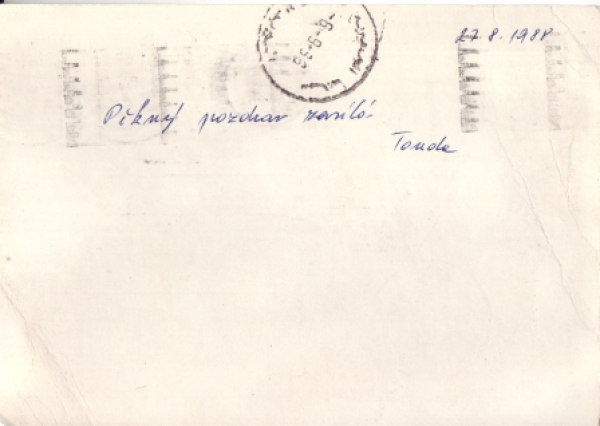 27.8.1988
Pěkný pozdrav zasílá
Tonda